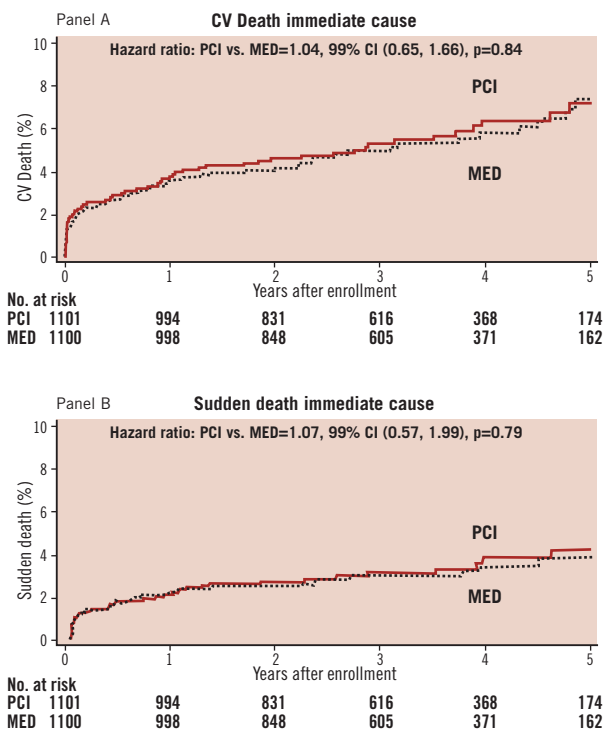 Panel A
CV Death immediate cause
Hazard ratio: PCI vs. MED=1.04, 99% CI (0.65, 1.66), p=0.84
CV Death (%)
10
8
6
4
2
0
PCI
MED
0 1 2 3 4 5
Years after enrollment
No. at risk
PCI 1101 994 831 616 368 174
MED 1100 998 848 605 371 162
Panel B
Sudden death immediate cause
Hazard ratio: PCI vs. MED=1.07, 99% CI (0.57, 1.99), p=0.79
Sudden death (%)
10
8
6
4
2
0
PCI
MED
0 1 2 3 4 5
Years after enrollment
No. at risk
PCI 1101 994 831 616 368 174
MED 1100 998 848 605 371 162